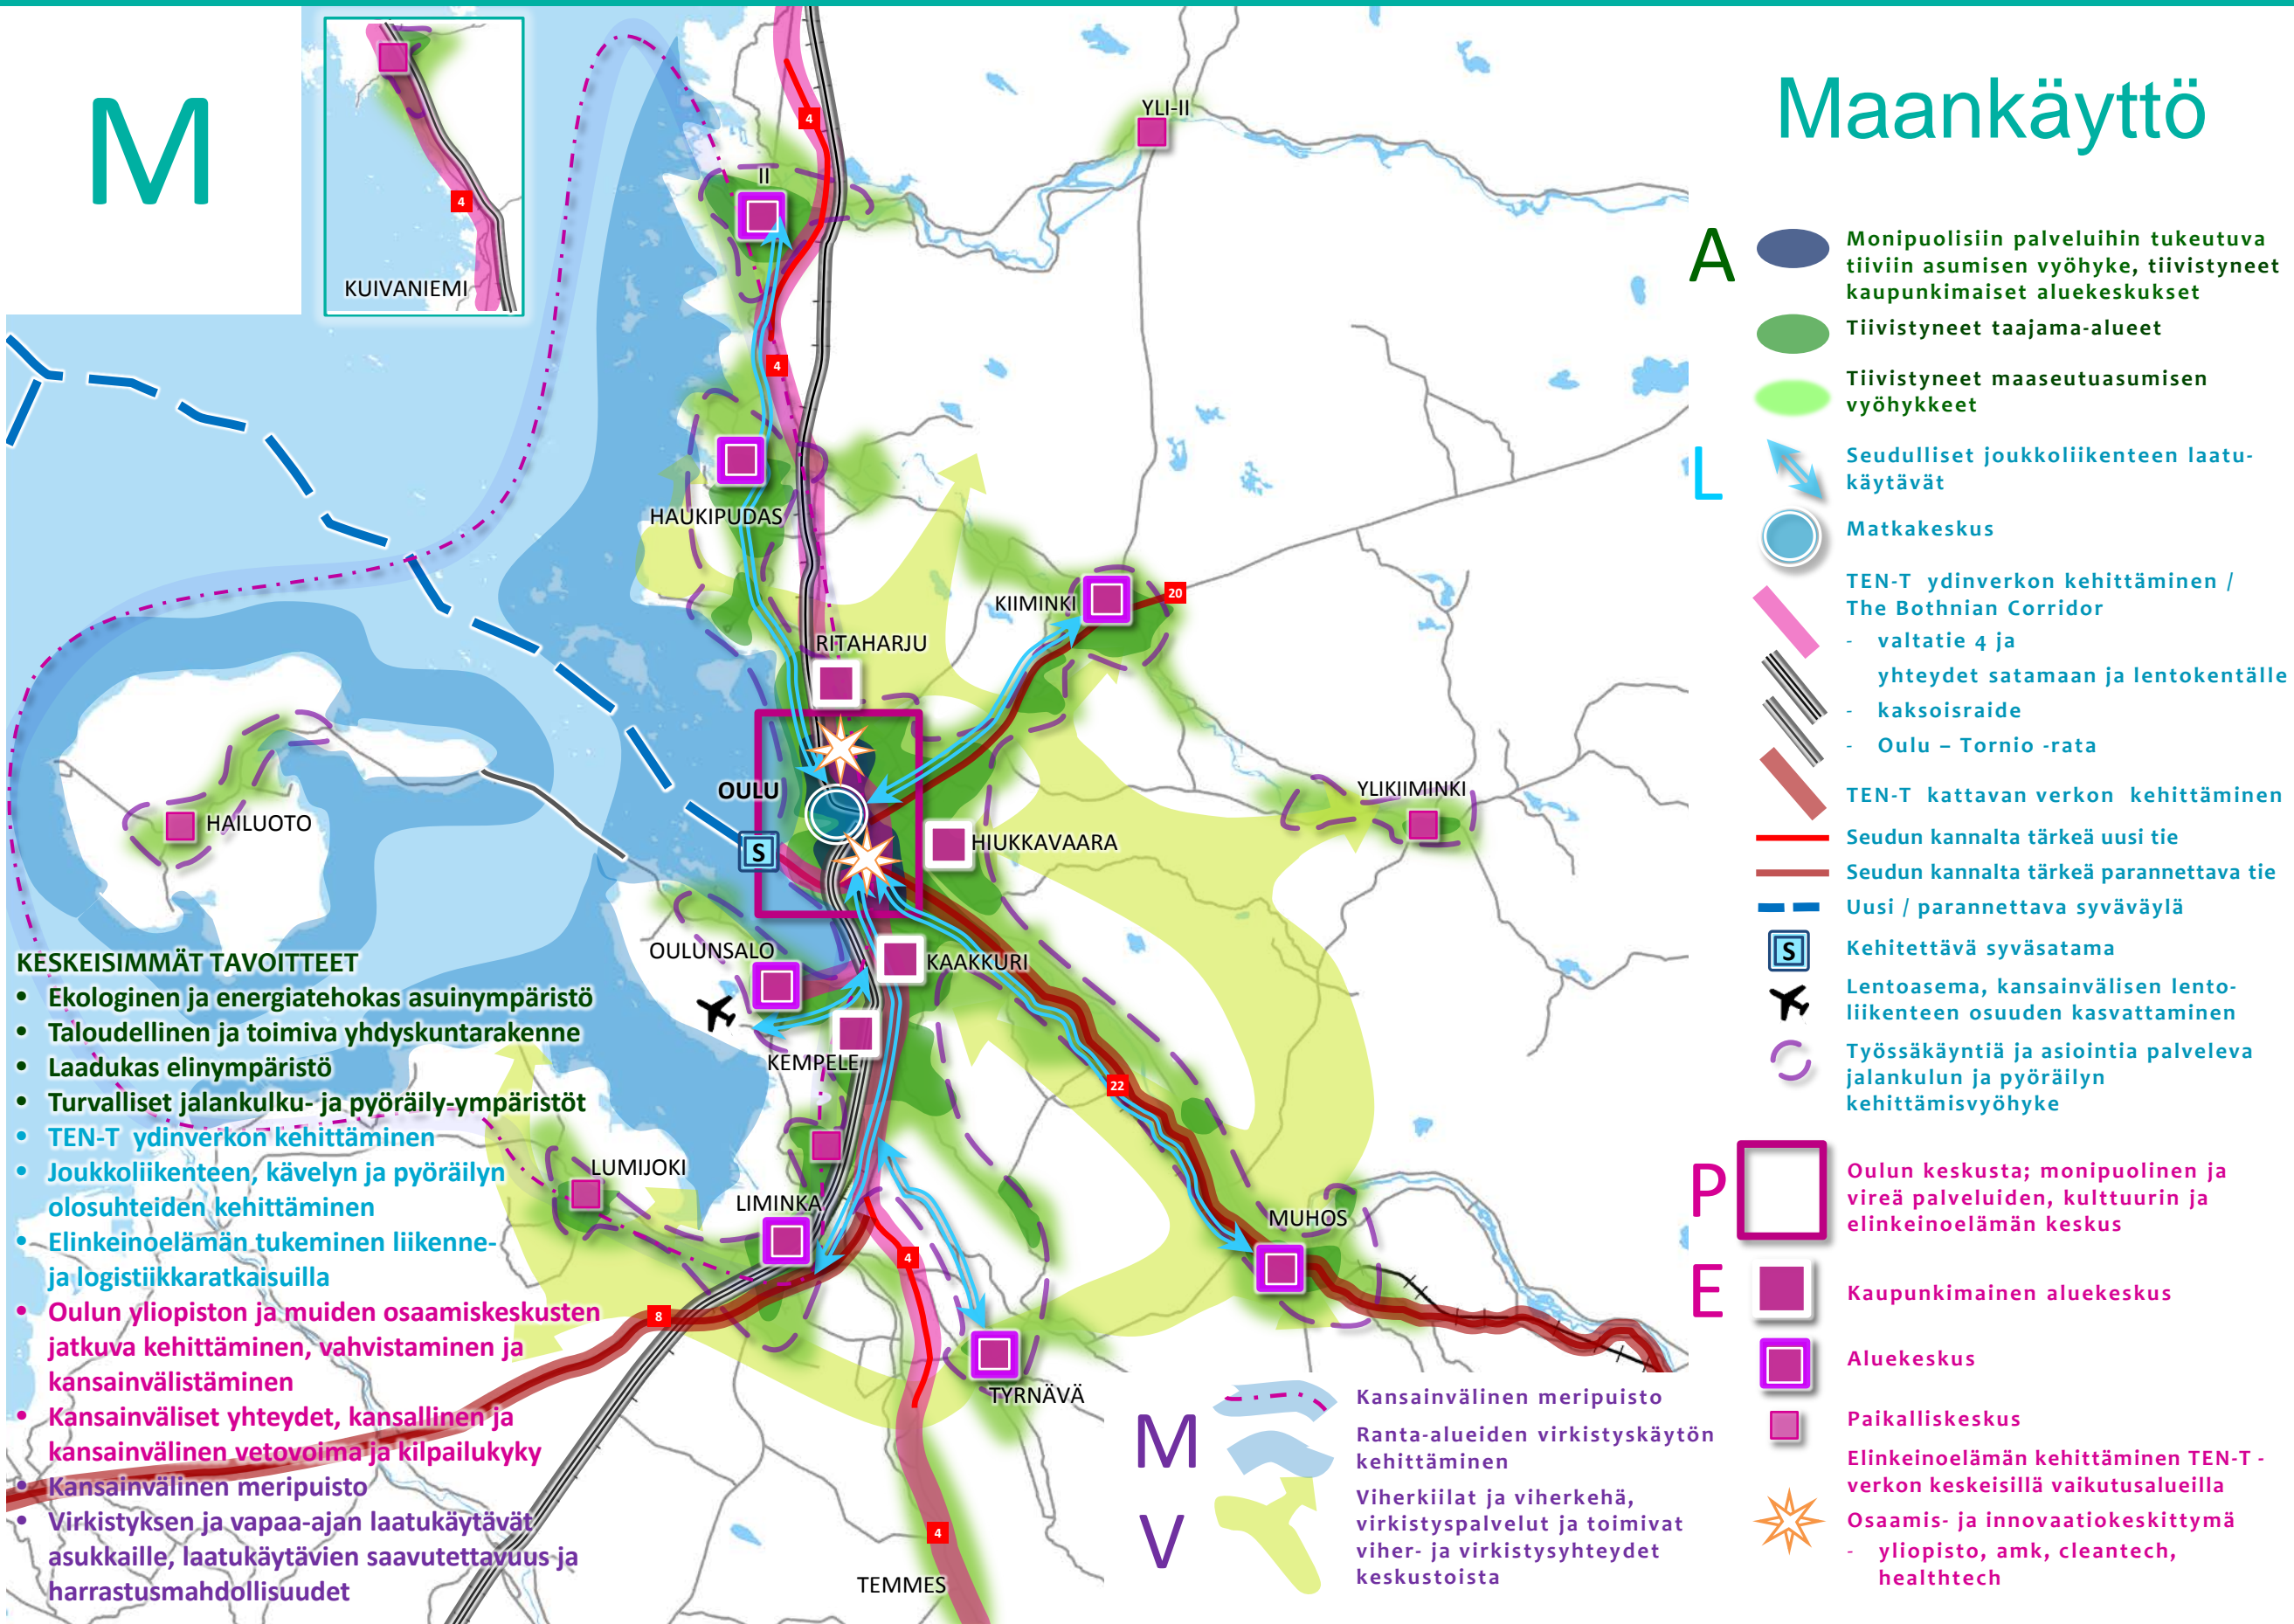 M
Maankäyttö
KUIVANIEMI
4
4
II
YLI-II
4
HAUKIPUDAS
KIIMINKI
20
RITAHARJU
OULU
S
HIUKKAVAARA
YLIKIIMINKI
HAILUOTO
OULUNSALO
KAAKKURI
KEMPELE
22
LUMIJOKI
LIMINKA
MUHOS
4
8
TYRNÄVÄ
4
TEMMES
KESKEISIMMÄT TAVOITTEET
• Ekologinen ja energiatehokas asuinympäristö
• Taloudellinen ja toimiva yhdyskuntarakenne
• Laadukas elinympäristö
• Turvalliset jalankulku- ja pyöräily-ympäristöt
• TEN-T ydinverkon kehittäminen
• Joukkoliikenteen, kävelyn ja pyöräilyn
olosuhteiden kehittäminen
• Elinkeinoelämän tukeminen liikenne-
ja logistiikkaratkaisuilla
• Oulun yliopiston ja muiden osaamiskeskusten
jatkuva kehittäminen, vahvistaminen ja
kansainvälistäminen
• Kansainväliset yhteydet, kansallinen ja
kansainvälinen vetovoima ja kilpailukyky
• Kansainvälinen meripuisto
• Virkistyksen ja vapaa-ajan laatukäytävät
asukkaille, laatukäytävien saavutettavuus ja
harrastusmahdollisuudet
A
Monipuolisiin palveluihin tukeutuva
tiiviin asumisen vyöhyke, tiivistyneet
kaupunkimaiset aluekeskukset
Tiivistyneet taajama-alueet
Tiivistyneet maaseutuasumisen
vyöhykkeet
L
Seudulliset joukkoliikenteen laatu-
käytävät
Matkakeskus
TEN-T ydinverkon kehittäminen /
The Bothnian Corridor
- valtatie 4 ja
yhteydet satamaan ja lentokentälle
- kaksoisraide
- Oulu – Tornio -rata
TEN-T kattavan verkon kehittäminen
Seudun kannalta tärkeä uusi tie
Seudun kannalta tärkeä parannettava tie
Uusi / parannettava syväväylä
S
Kehitettävä syväsatama
Lentoasema, kansainvälisen lento-
liikenteen osuuden kasvattaminen
Työssäkäyntiä ja asiointia palveleva
jalankulun ja pyöräilyn
kehittämisvyöhyke
P
Oulun keskusta; monipuolinen ja
vireä palveluiden, kulttuurin ja
elinkeinoelämän keskus
E
Kaupunkimainen aluekeskus
Aluekeskus
Paikalliskeskus
Elinkeinoelämän kehittäminen TEN-T -
verkon keskeisillä vaikutusalueilla
Osaamis- ja innovaatiokeskittymä
- yliopisto, amk, cleantech,
healthtech
M
Kansainvälinen meripuisto
Ranta-alueiden virkistyskäytön
kehittäminen
V
Viherkiilat ja viherkehä,
virkistyspalvelut ja toimivat
viher- ja virkistysyhteydet
keskustoista